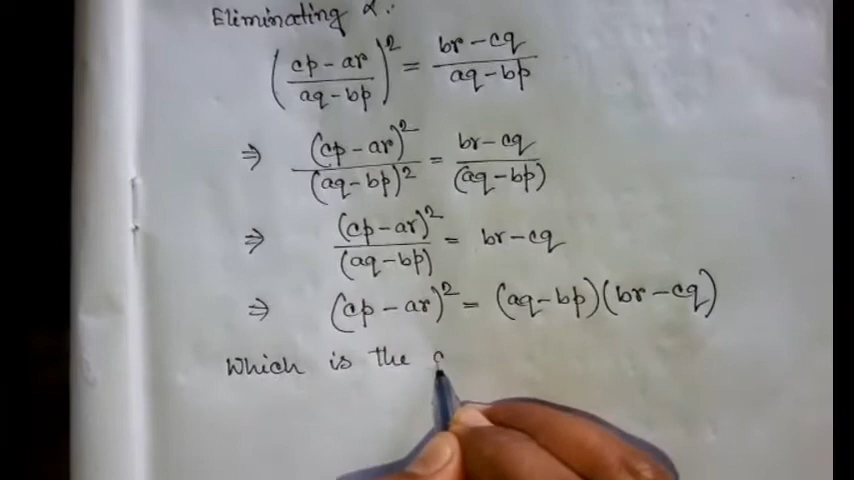 Eliminating α:
(cp-ar/aq-bp)² = br-cq/aq-bp
⇒ (cp-ar)²/(aq-bp)² = br-cq/(aq-bp)
⇒ (cp-ar)²/(aq-bp) = br-cq
⇒ (cp-ar)² = (aq-bp)(br-cq)
Which is the